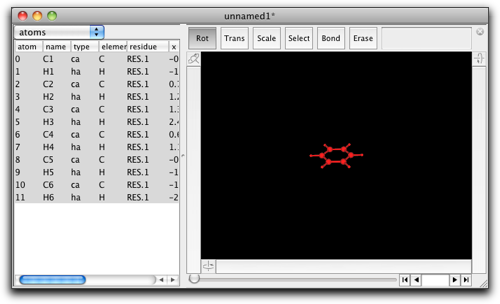 unnamed1*
atoms
Rot Trans Scale Select Bond Erase
atom name type elemen residue x
0 C1 ca C RES.1 -0
1 H1 ha H RES.1 -1
2 C2 ca C RES.1 0.
3 H2 ha H RES.1 1.2
4 C3 ca C RES.1 1.3
5 H3 ha H RES.1 2.4
6 C4 ca C RES.1 0.6
7 H4 ha H RES.1 1.
8 C5 ca C RES.1 -0
9 H5 ha H RES.1 -1
10 C6 ca C RES.1 -1
11 H6 ha H RES.1 -2